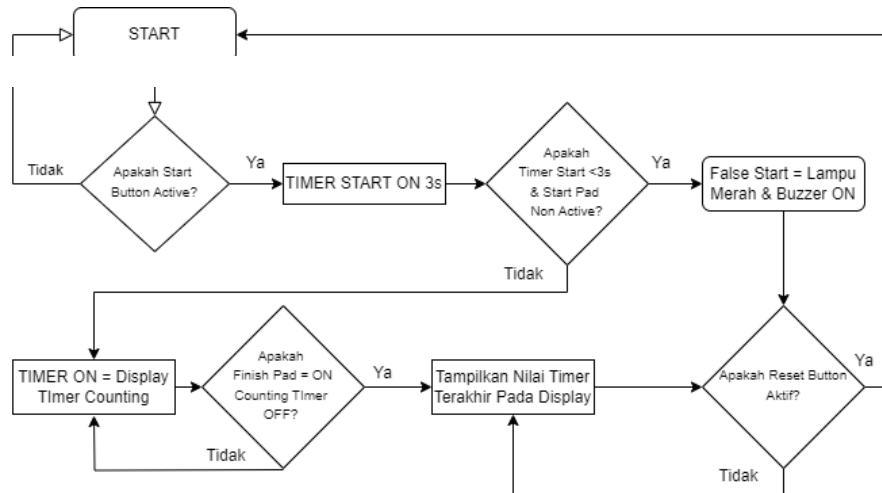 START
Tidak
Apakah Start
Button Active?
Ya
TIMER START ON 3s
Apakah
Timer Start <3s
& Start Pad
Non Active?
Ya
False Start = Lampu
Merah & Buzzer ON
Tidak
TIMER ON = Display
TImer Counting
Apakah
Finish Pad = ON
Counting TImer
OFF?
Ya
Tidak
Tampilkan Nilai Timer
Terakhir Pada Display
Apakah Reset Button
Aktif?
Ya
Tidak